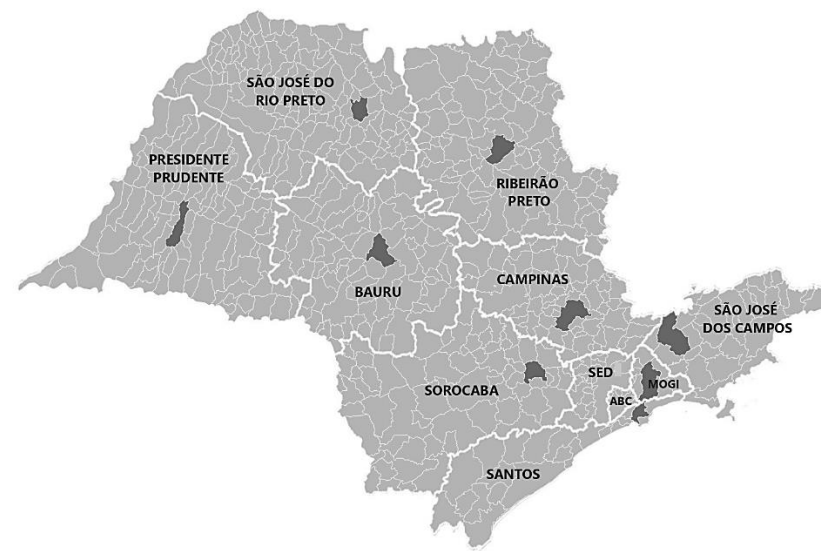 SÃO JOSÉ DO
RIO PRETO
PRESIDENTE
PRUDENTE
RIBEIRÃO
PRETO
BAURU
CAMPINAS
SÃO JOSÉ
DOS CAMPOS
SED
MOGI
ABC
SOROCABA
SANTOS